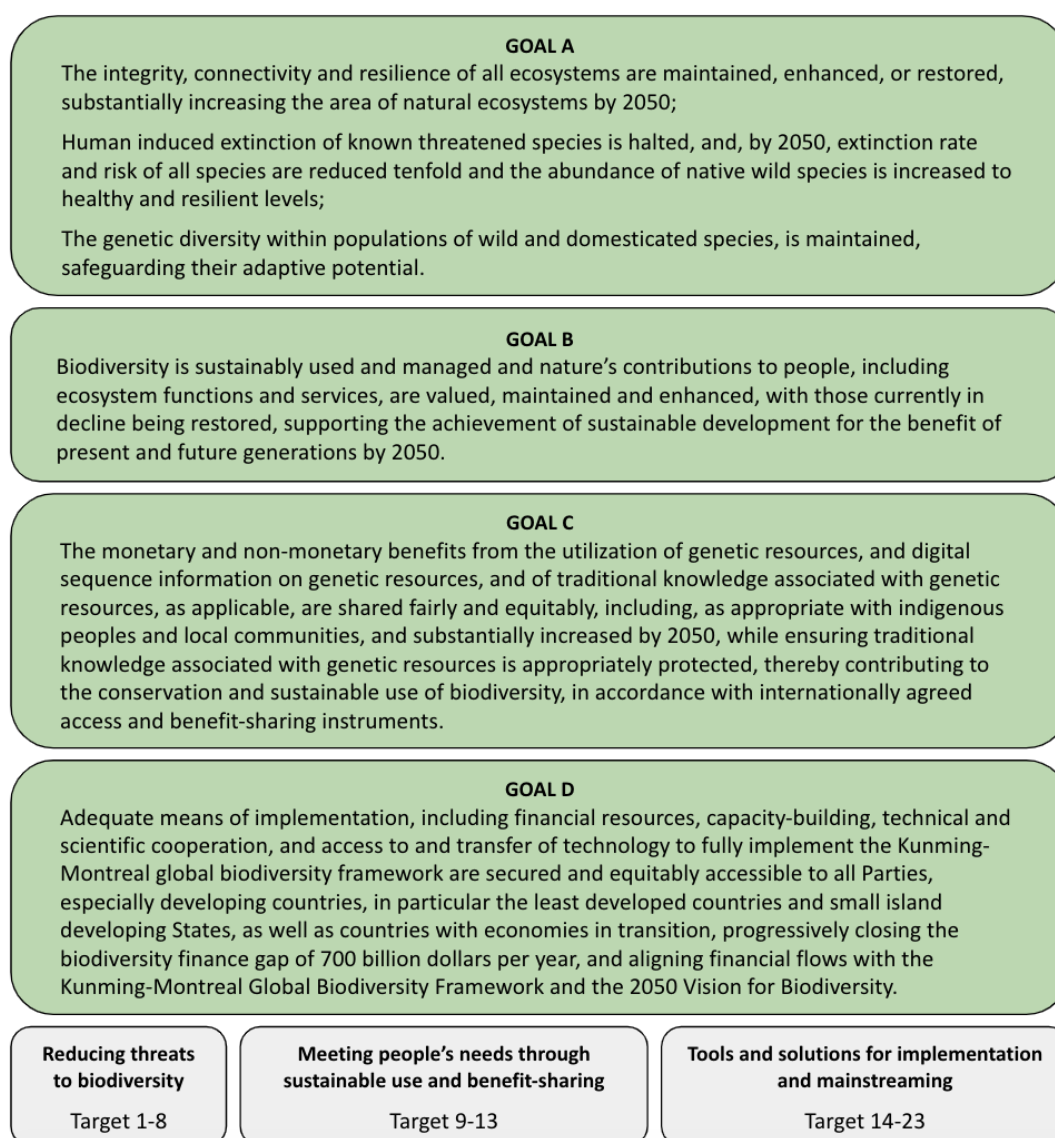 GOAL A
The integrity, connectivity and resilience of all ecosystems are maintained, enhanced, or restored,
substantially increasing the area of natural ecosystems by 2050;
Human induced extinction of known threatened species is halted, and, by 2050, extinction rate
and risk of all species are reduced tenfold and the abundance of native wild species is increased to
healthy and resilient levels;
The genetic diversity within populations of wild and domesticated species, is maintained,
safeguarding their adaptive potential.
GOAL B
Biodiversity is sustainably used and managed and nature’s contributions to people, including
ecosystem functions and services, are valued, maintained and enhanced, with those currently in
decline being restored, supporting the achievement of sustainable development for the benefit of
present and future generations by 2050.
GOAL C
The monetary and non-monetary benefits from the utilization of genetic resources, and digital
sequence information on genetic resources, and of traditional knowledge associated with genetic
resources, as applicable, are shared fairly and equitably, including, as appropriate with indigenous
peoples and local communities, and substantially increased by 2050, while ensuring traditional
knowledge associated with genetic resources is appropriately protected, thereby contributing to
the conservation and sustainable use of biodiversity, in accordance with internationally agreed
access and benefit-sharing instruments.
GOAL D
Adequate means of implementation, including financial resources, capacity-building, technical and
scientific cooperation, and access to and transfer of technology to fully implement the Kunming-
Montreal global biodiversity framework are secured and equitably accessible to all Parties,
especially developing countries, in particular the least developed countries and small island
developing States, as well as countries with economies in transition, progressively closing the
biodiversity finance gap of 700 billion dollars per year, and aligning financial flows with the
Kunming-Montreal Global Biodiversity Framework and the 2050 Vision for Biodiversity.
Reducing threats
to biodiversity
Target 1-8
Meeting people’s needs through
sustainable use and benefit-sharing
Target 9-13
Tools and solutions for implementation
and mainstreaming
Target 14-23